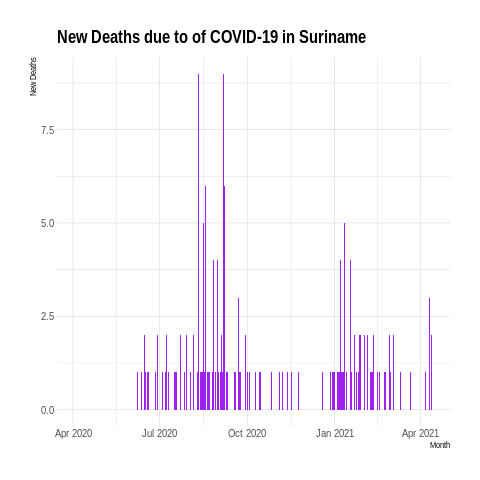 New Deaths due to of COVID-19 in Suriname
New Deaths
7.5
5.0
2.5
0.0
Apr 2020 Jul 2020 Oct 2020 Jan 2021 Apr 2021
Month